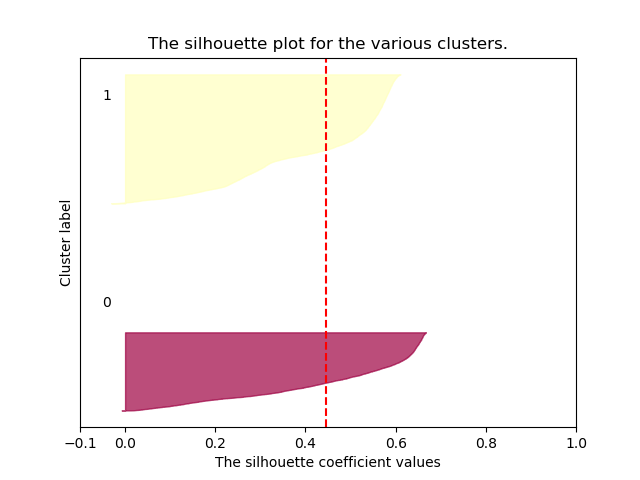 The silhouette plot for the various clusters.
1
0
Cluster label
−0.1 0.0 0.2 0.4 0.6 0.8 1.0
The silhouette coefficient values